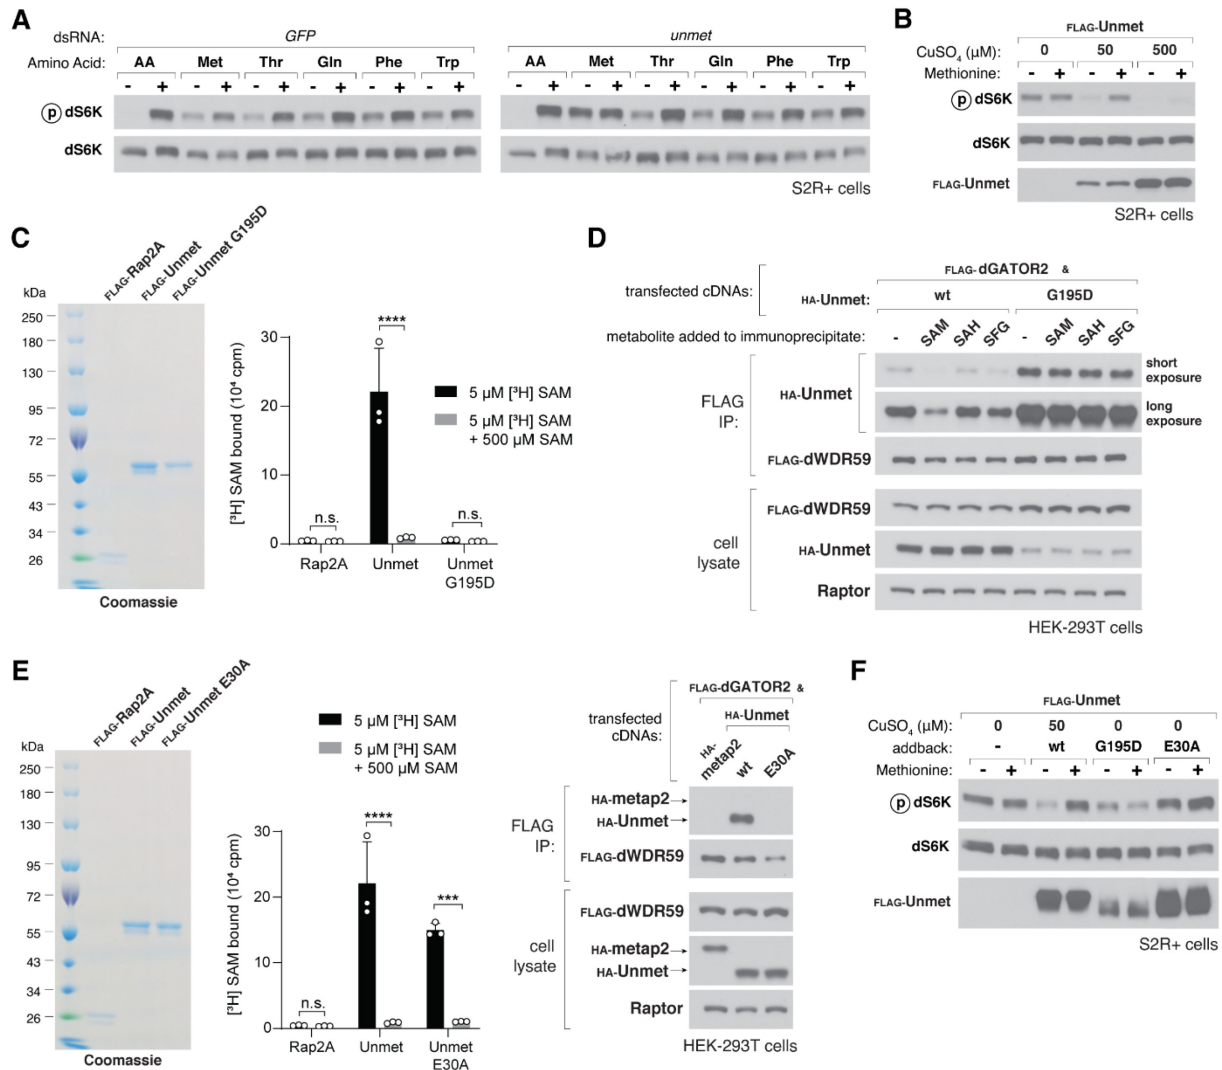 A
dsRNA: GFP unmet
Amino Acid: AA Met Thr Gln Phe Trp AA Met Thr Gln Phe Trp
- + - + - + - + - + - + - + - + - + - + - + - +
p dS6K
dS6K
S2R+ cells
B
FLAG-Unmet
CuSO4 (µM): 0 50 500
Methionine: - + - + - +
p dS6K
dS6K
FLAG-Unmet
S2R+ cells
C
FLAG-Rap2A
FLAG-Unmet
FLAG-Unmet G195D
kDa
250
180
130
95
72
55
43
34
26
Coomassie
[³H] SAM bound (10⁴ cpm)
30
20
10
0
n.s.
****
n.s.
5 µM [³H] SAM
5 µM [³H] SAM
+ 500 µM SAM
Rap2A Unmet Unmet
G195D
D
FLAG-dGATOR2 &
transfected cDNAs:
HA-Unmet: wt G195D
metabolite added to immunoprecipitate: - SAM SAH SFG - SAM SAH SFG
FLAG
IP:
HA-Unmet
short
exposure
long
exposure
FLAG-dWDR59
cell
lysate
FLAG-dWDR59
HA-Unmet
Raptor
HEK-293T cells
E
FLAG-Rap2A
FLAG-Unmet
FLAG-Unmet E30A
kDa
250
180
130
95
72
55
43
34
26
Coomassie
5 µM [³H] SAM
5 µM [³H] SAM
+ 500 µM SAM
[³H] SAM bound (10⁴ cpm)
30
20
10
0
n.s.
****
***
Rap2A Unmet Unmet
E30A
FLAG-dGATOR2 &
transfected
cDNAs:
HA-Unmet
HA-
metap2 wt E30A
FLAG
IP:
HA-metap2
HA-Unmet
FLAG-dWDR59
cell
lysate
FLAG-dWDR59
HA-metap2
HA-Unmet
Raptor
HEK-293T cells
F
FLAG-Unmet
CuSO4 (µM): 0 50 0 0
addback: - wt G195D E30A
Methionine: - + - + - + - +
p dS6K
dS6K
FLAG-Unmet
S2R+ cells